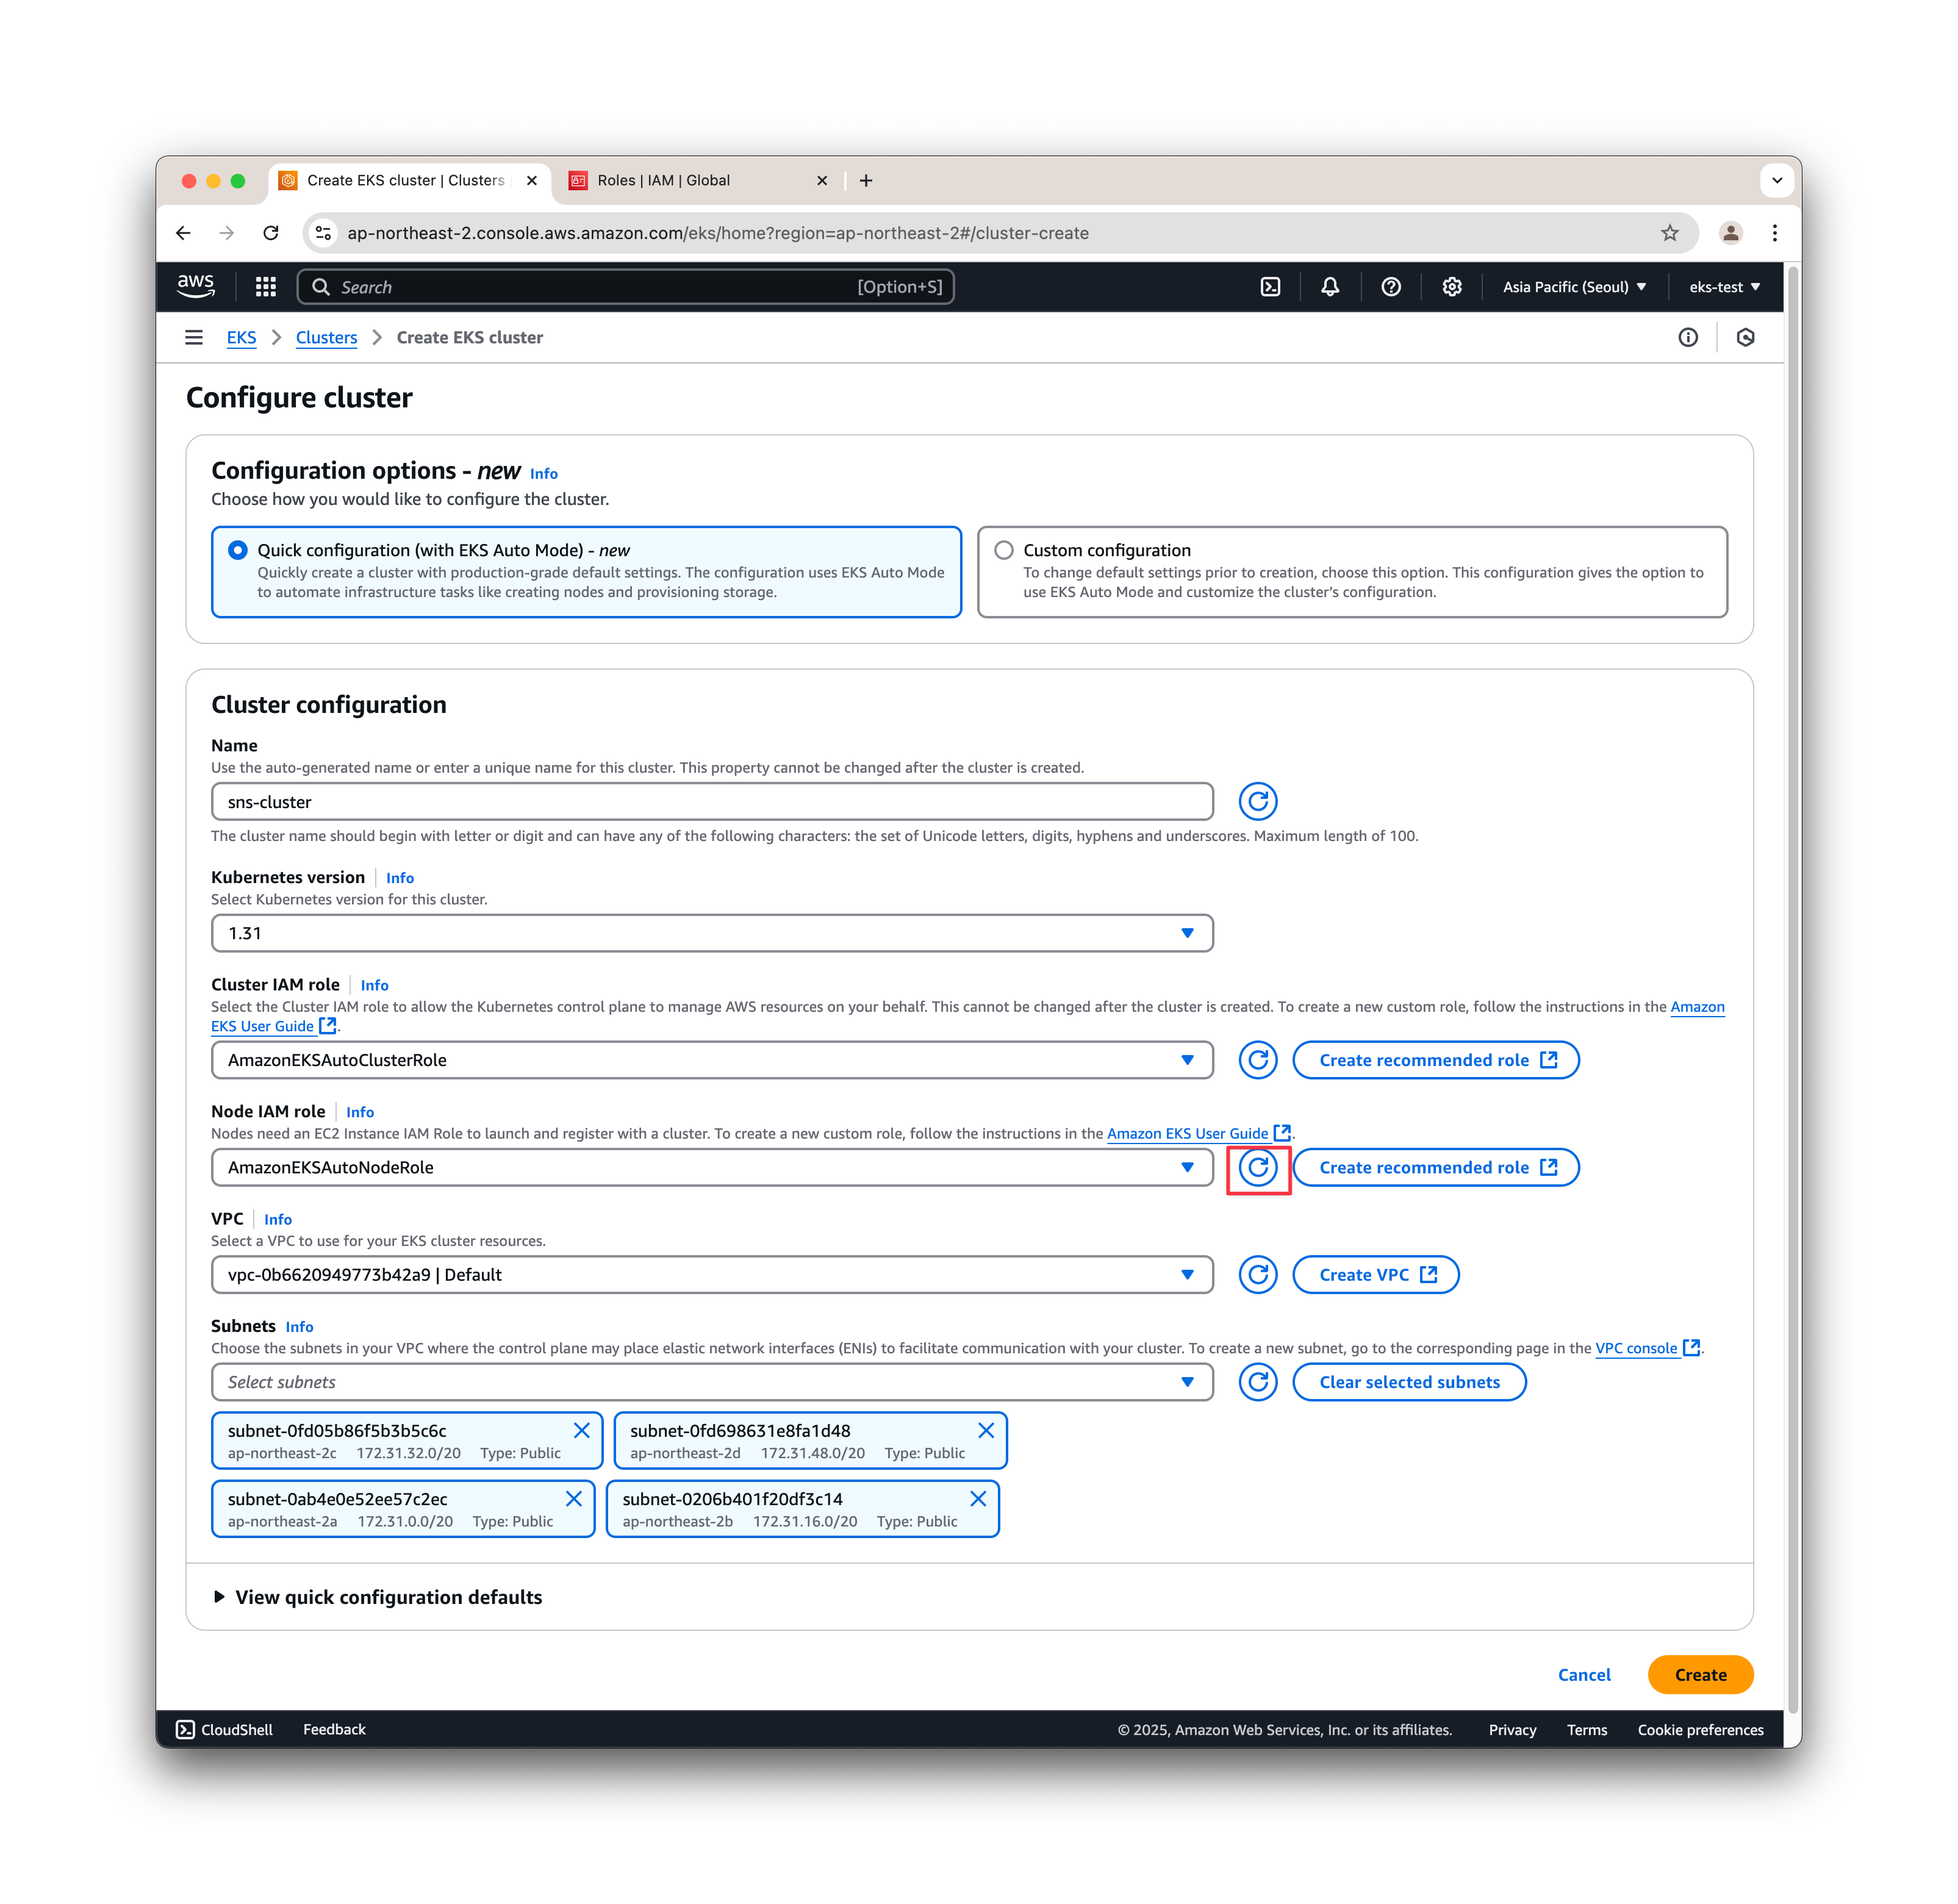 Create EKS cluster | Clusters
Roles | IAM | Global
ap-northeast-2.console.aws.amazon.com/eks/home?region=ap-northeast-2#/cluster-create
aws
Search
[Option+S]
Asia Pacific (Seoul)
eks-test
EKS
Clusters
Create EKS cluster
Configure cluster
Configuration options - new Info
Choose how you would like to configure the cluster.
Quick configuration (with EKS Auto Mode) - new
Quickly create a cluster with production-grade default settings. The configuration uses EKS Auto Mode
to automate infrastructure tasks like creating nodes and provisioning storage.
Custom configuration
To change default settings prior to creation, choose this option. This configuration gives the option to
use EKS Auto Mode and customize the cluster's configuration.
Cluster configuration
Name
Use the auto-generated name or enter a unique name for this cluster. This property cannot be changed after the cluster is created.
sns-cluster
The cluster name should begin with letter or digit and can have any of the following characters: the set of Unicode letters, digits, hyphens and underscores. Maximum length of 100.
Kubernetes version Info
Select Kubernetes version for this cluster.
1.31
Cluster IAM role Info
Select the Cluster IAM role to allow the Kubernetes control plane to manage AWS resources on your behalf. This cannot be changed after the cluster is created. To create a new custom role, follow the instructions in the Amazon
EKS User Guide.
AmazonEKSAutoClusterRole
Create recommended role
Node IAM role Info
Nodes need an EC2 Instance IAM Role to launch and register with a cluster. To create a new custom role, follow the instructions in the Amazon EKS User Guide.
AmazonEKSAutoNodeRole
Create recommended role
VPC Info
Select a VPC to use for your EKS cluster resources.
vpc-0b6620949773b42a9 | Default
Create VPC
Subnets Info
Choose the subnets in your VPC where the control plane may place elastic network interfaces (ENIs) to facilitate communication with your cluster. To create a new subnet, go to the corresponding page in the VPC console.
Select subnets
Clear selected subnets
subnet-0fd05b86f5b3b5c6c
ap-northeast-2c 172.31.32.0/20 Type: Public
subnet-0fd698631e8fa1d48
ap-northeast-2d 172.31.48.0/20 Type: Public
subnet-0ab4e0e52ee57c2ec
ap-northeast-2a 172.31.0.0/20 Type: Public
subnet-0206b401f20df3c14
ap-northeast-2b 172.31.16.0/20 Type: Public
View quick configuration defaults
Cancel
Create
CloudShell
Feedback
© 2025, Amazon Web Services, Inc. or its affiliates.
Privacy
Terms
Cookie preferences